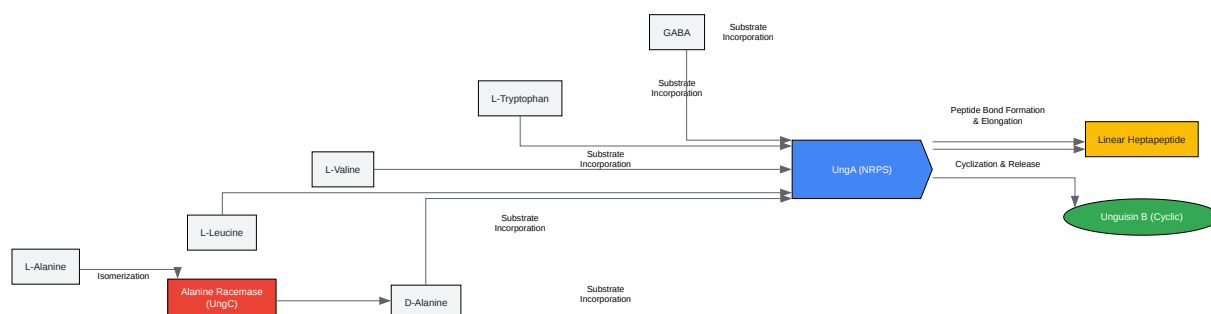 GABA
Substrate
Incorporation
Substrate
Incorporation
L-Tryptophan
Peptide Bond Formation
& Elongation
Linear Heptapeptide
L-Valine
Substrate
Incorporation
UngA (NRPS)
Cyclization & Release
L-Leucine
Substrate
Incorporation
Unguisin B (Cyclic)
L-Alanine
Isomerization
Alanine Racemase
(UngC)
D-Alanine
Substrate
Incorporation